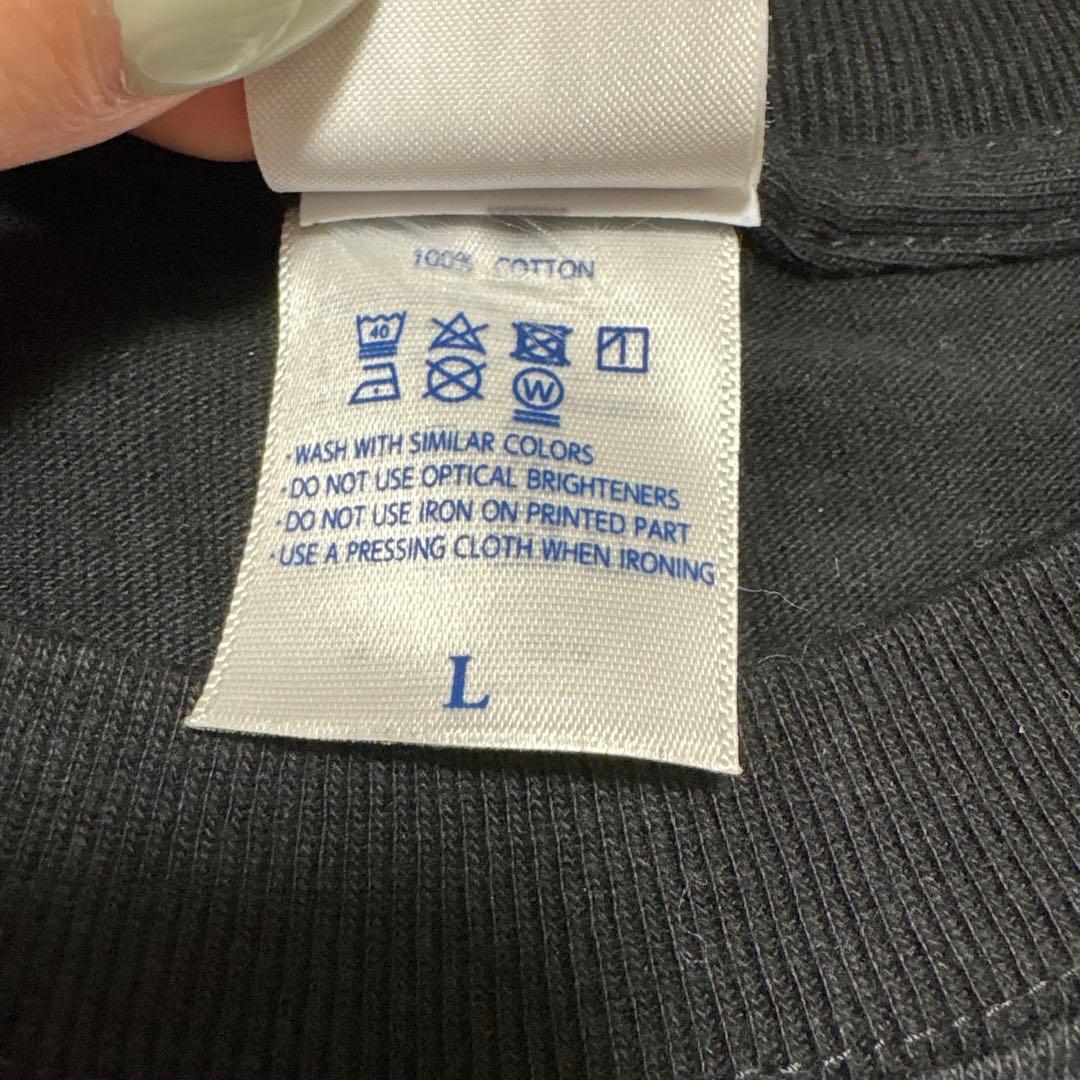 100% COTTON
40
W
·WASH WITH SIMILAR COLORS
·DO NOT USE OPTICAL BRIGHTENERS
·DO NOT USE IRON ON PRINTED PART
·USE A PRESSING CLOTH WHEN IRONING
L